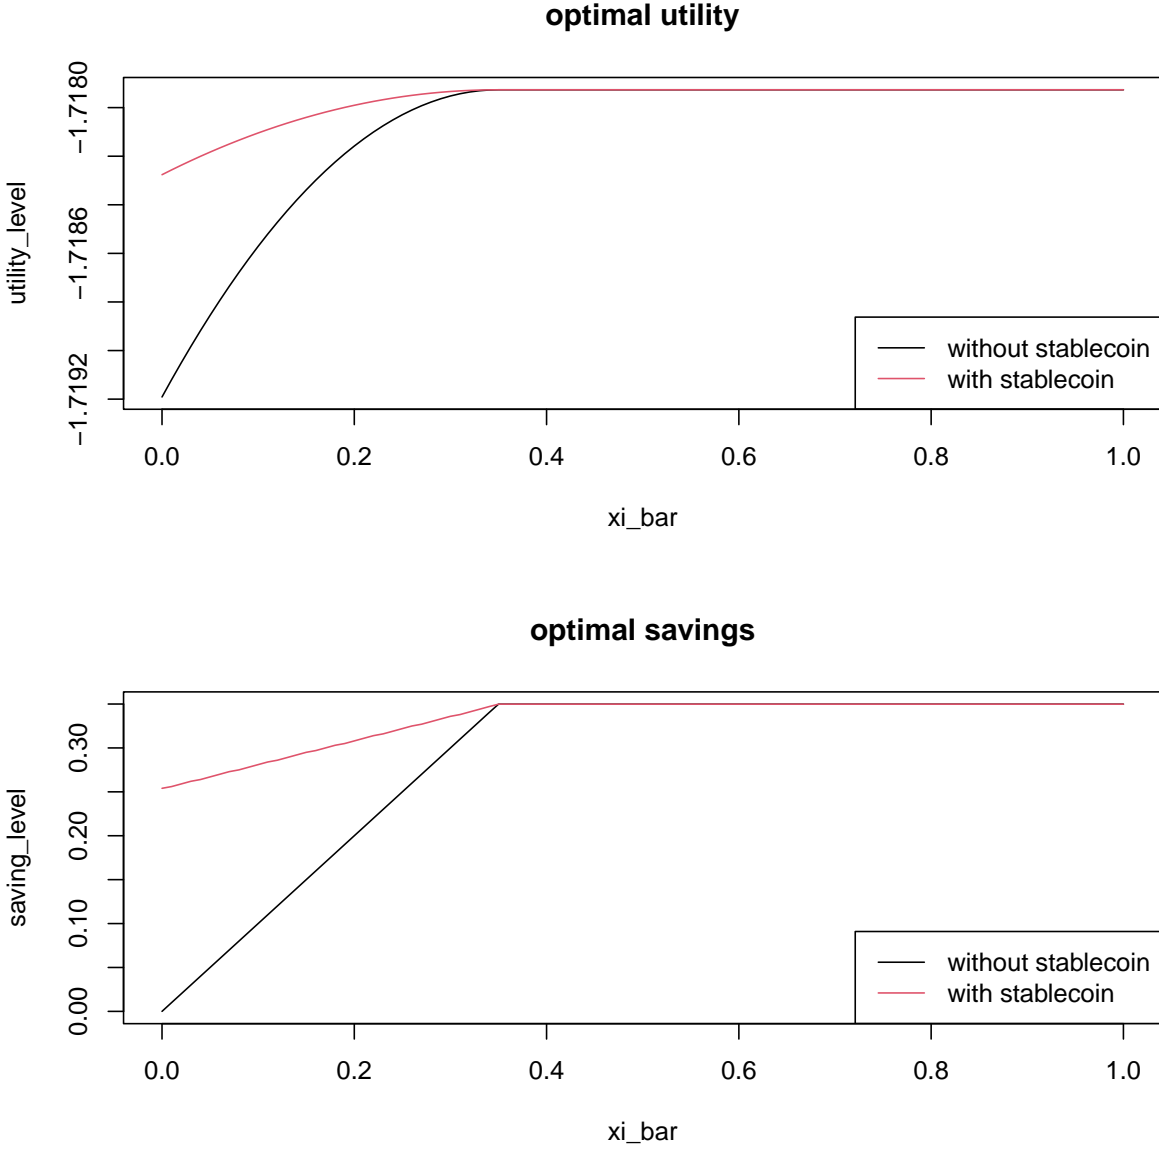 optimal utility
utility_level
−1.7180
−1.7186
−1.7192
without stablecoin
with stablecoin
0.0 0.2 0.4 0.6 0.8 1.0
xi_bar
optimal savings
saving_level
0.30
0.20
0.10
0.00
without stablecoin
with stablecoin
0.0 0.2 0.4 0.6 0.8 1.0
xi_bar